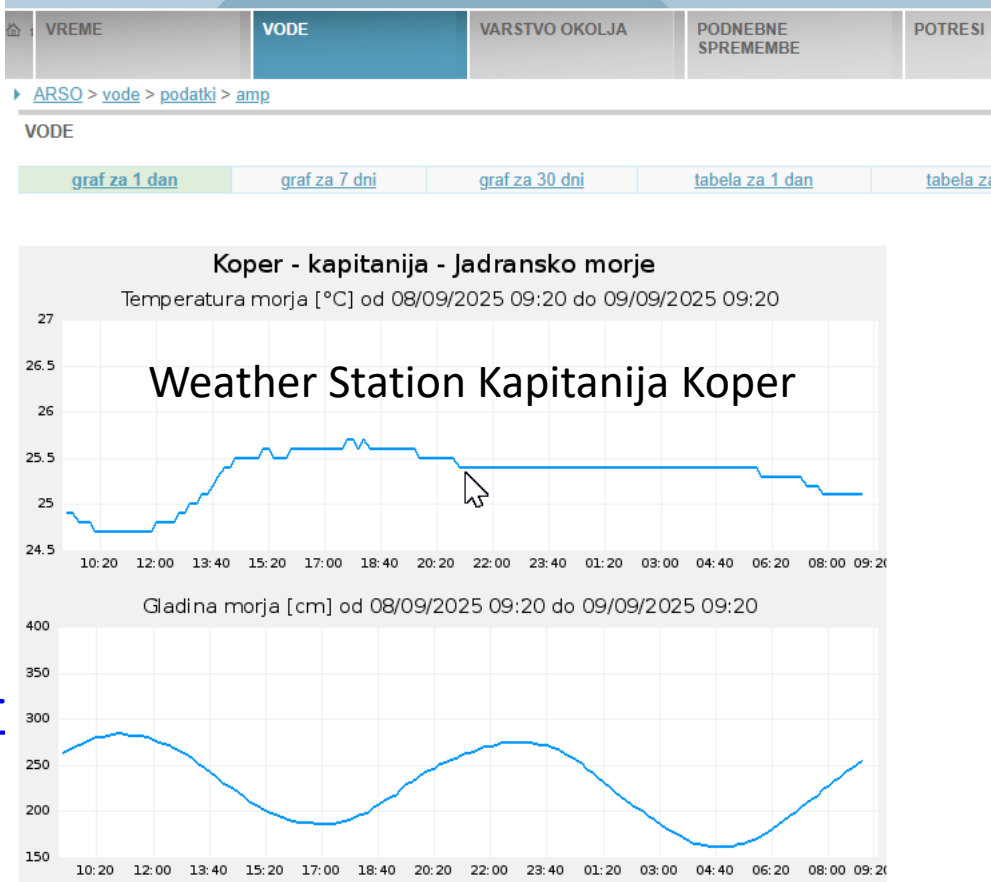 VREME VODE VARSTVO OKOLJA PODNEBNE SPREMEMBE POTRESI
ARSO > vode > podatki > amp
VODE
graf za 1 dan graf za 7 dni graf za 30 dni tabela za 1 dan tabela za
Koper - kapitanija - Jadransko morje
Temperatura morja [°C] od 08/09/2025 09:20 do 09/09/2025 09:20
27
26.5
Weather Station Kapitanija Koper
26
25.5
25
24.5
10:20 12:00 13:40 15:20 17:00 18:40 20:20 22:00 23:40 01:20 03:00 04:40 06:20 08:00 09:20
Gladina morja [cm] od 08/09/2025 09:20 do 09/09/2025 09:20
400
350
300
250
200
150
10:20 12:00 13:40 15:20 17:00 18:40 20:20 22:00 23:40 01:20 03:00 04:40 06:20 08:00 09:20